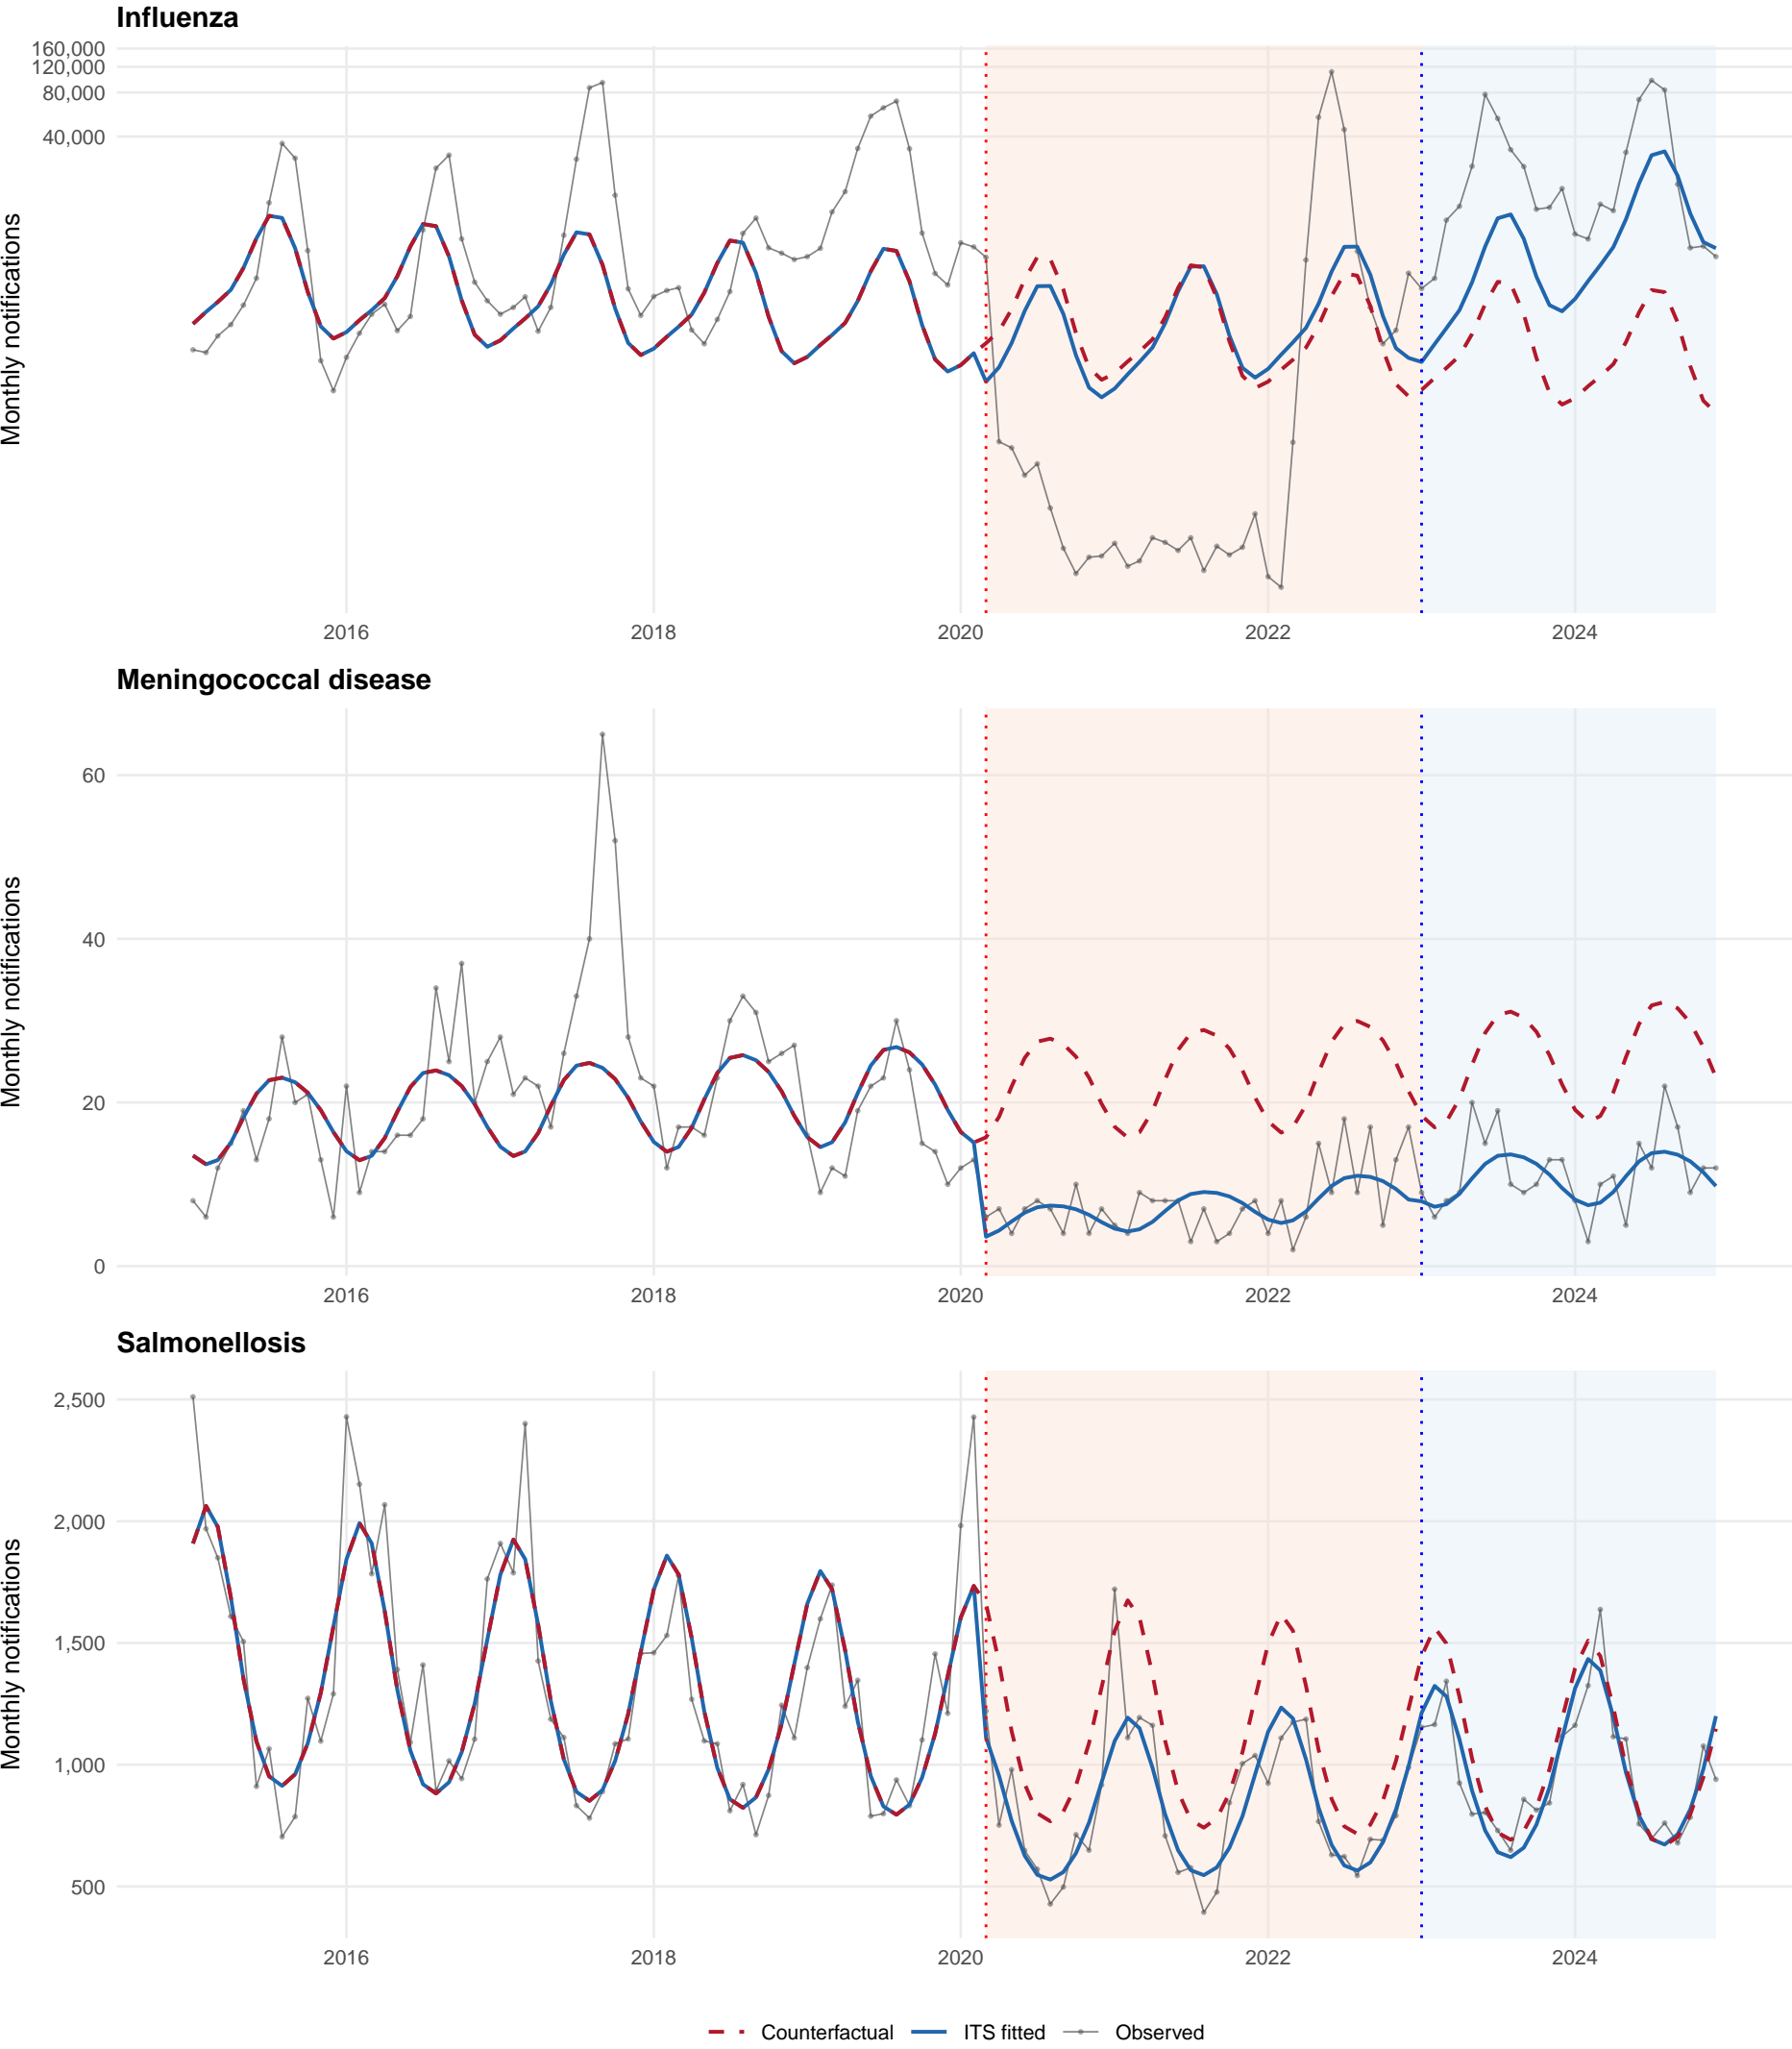 Influenza
160,000
120,000
80,000
40,000
Monthly notifications
2016 2018 2020 2022 2024
Meningococcal disease
60
40
20
0
Monthly notifications
2016 2018 2020 2022 2024
Salmonellosis
2,500
2,000
1,500
1,000
500
Monthly notifications
2016 2018 2020 2022 2024
Counterfactual ITS fitted Observed